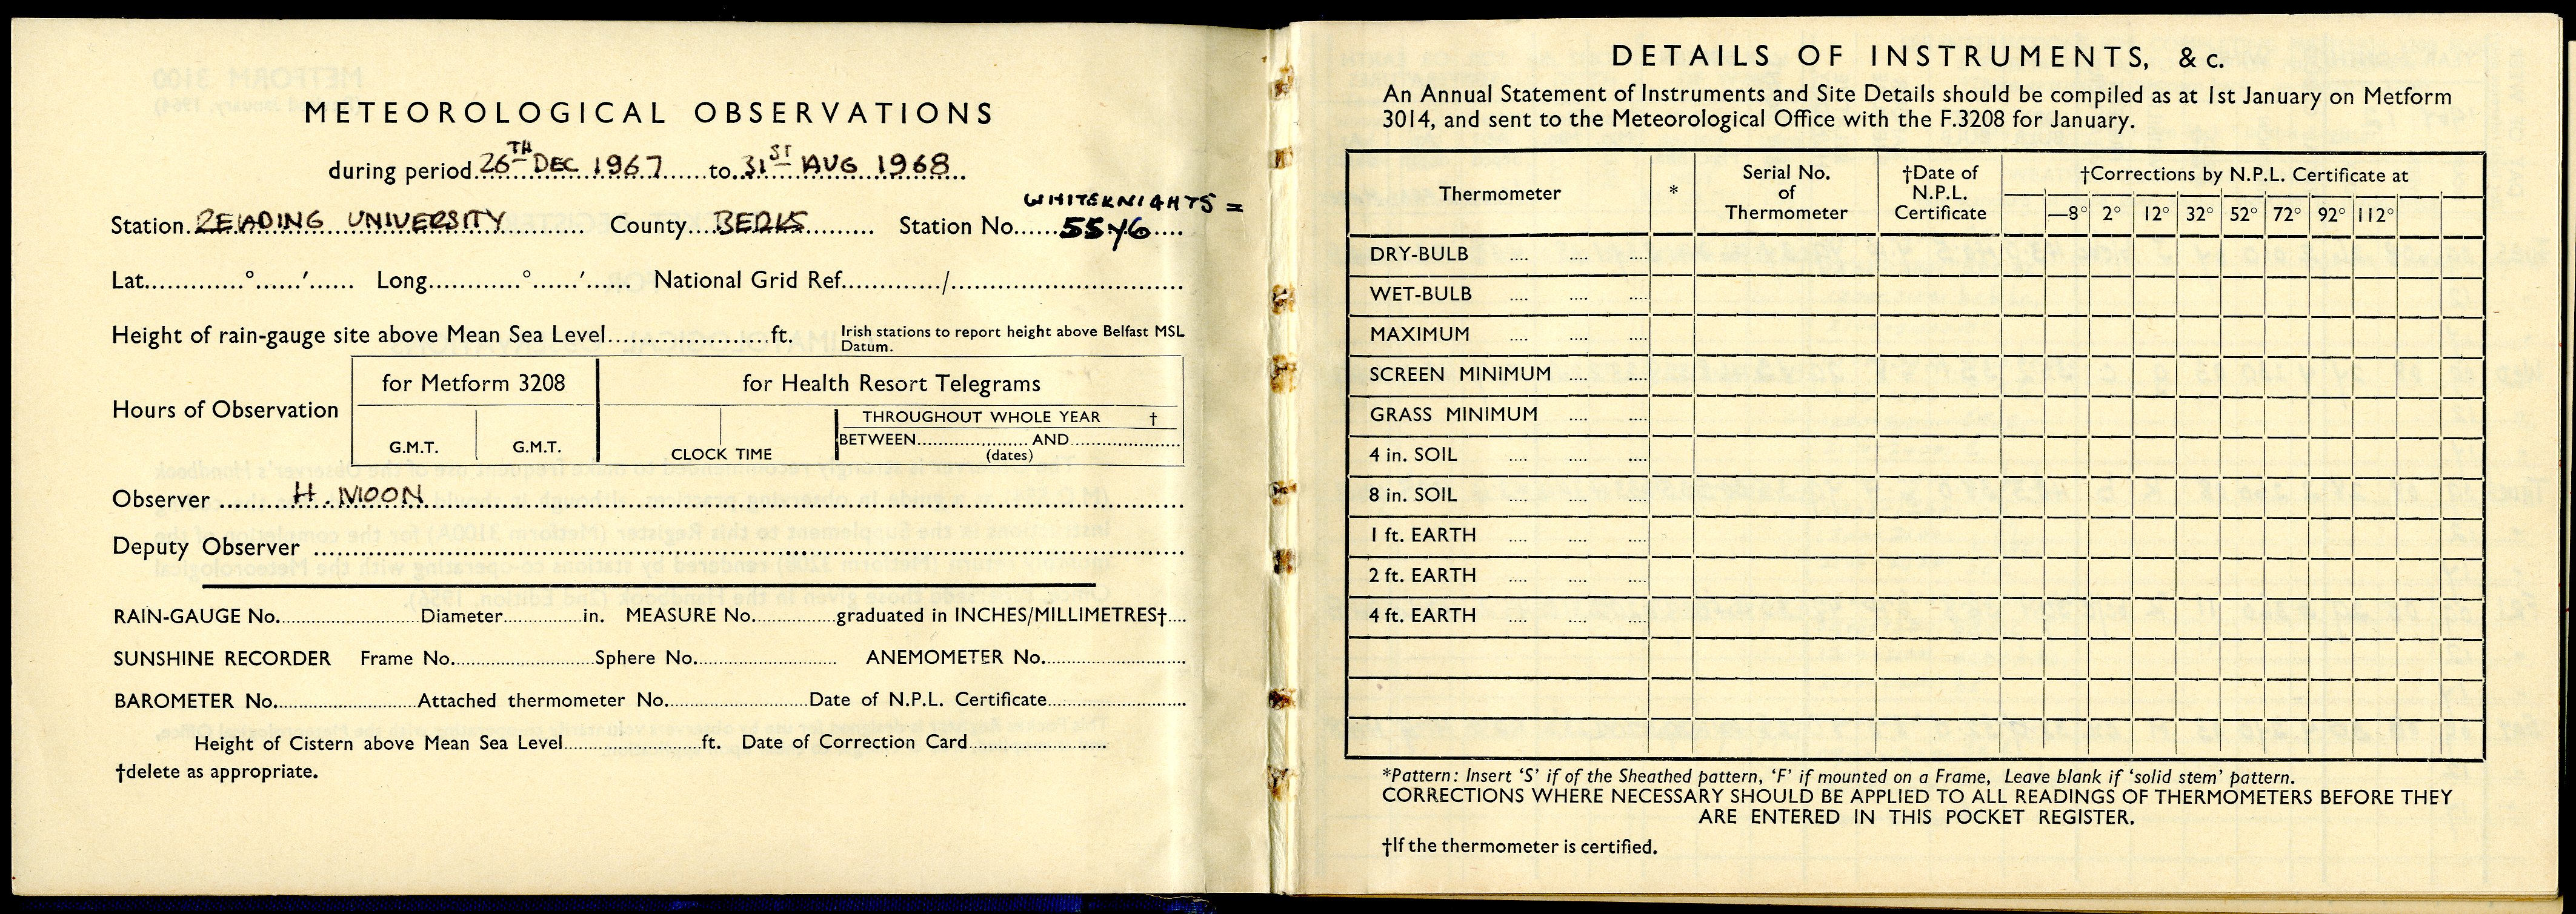 METEOROLOGICAL OBSERVATIONS
during period 26TH DEC 1967 to 31ST AUG 1968
WHITEKNIGHTS =
Station READING UNIVERSITY County BERKS Station No. 5546
Lat. ° ′ Long. ° ′ National Grid Ref. /
Height of rain-gauge site above Mean Sea Level ft. Irish stations to report height above Belfast MSL
Datum.
for Metform 3208 for Health Resort Telegrams
Hours of Observation
THROUGHOUT WHOLE YEAR †
G.M.T. G.M.T. CLOCK TIME BETWEEN AND
(dates)
Observer H. MOON
Deputy Observer
RAIN-GAUGE No. Diameter in. MEASURE No. graduated in INCHES/MILLIMETRES†
SUNSHINE RECORDER Frame No. Sphere No. ANEMOMETER No.
BAROMETER No. Attached thermometer No. Date of N.P.L. Certificate
Height of Cistern above Mean Sea Level ft. Date of Correction Card
†delete as appropriate.
DETAILS OF INSTRUMENTS, & c.
An Annual Statement of Instruments and Site Details should be compiled as at 1st January on Metform
3014, and sent to the Meteorological Office with the F.3208 for January.
Thermometer * Serial No. of Thermometer †Date of N.P.L. Certificate †Corrections by N.P.L. Certificate at
—8° 2° 12° 32° 52° 72° 92° 112°
DRY-BULB
WET-BULB
MAXIMUM
SCREEN MINIMUM
GRASS MINIMUM
4 in. SOIL
8 in. SOIL
1 ft. EARTH
2 ft. EARTH
4 ft. EARTH
*Pattern: Insert ‘S’ if of the Sheathed pattern, ‘F’ if mounted on a Frame, Leave blank if ‘solid stem’ pattern.
CORRECTIONS WHERE NECESSARY SHOULD BE APPLIED TO ALL READINGS OF THERMOMETERS BEFORE THEY
ARE ENTERED IN THIS POCKET REGISTER.
†If the thermometer is certified.